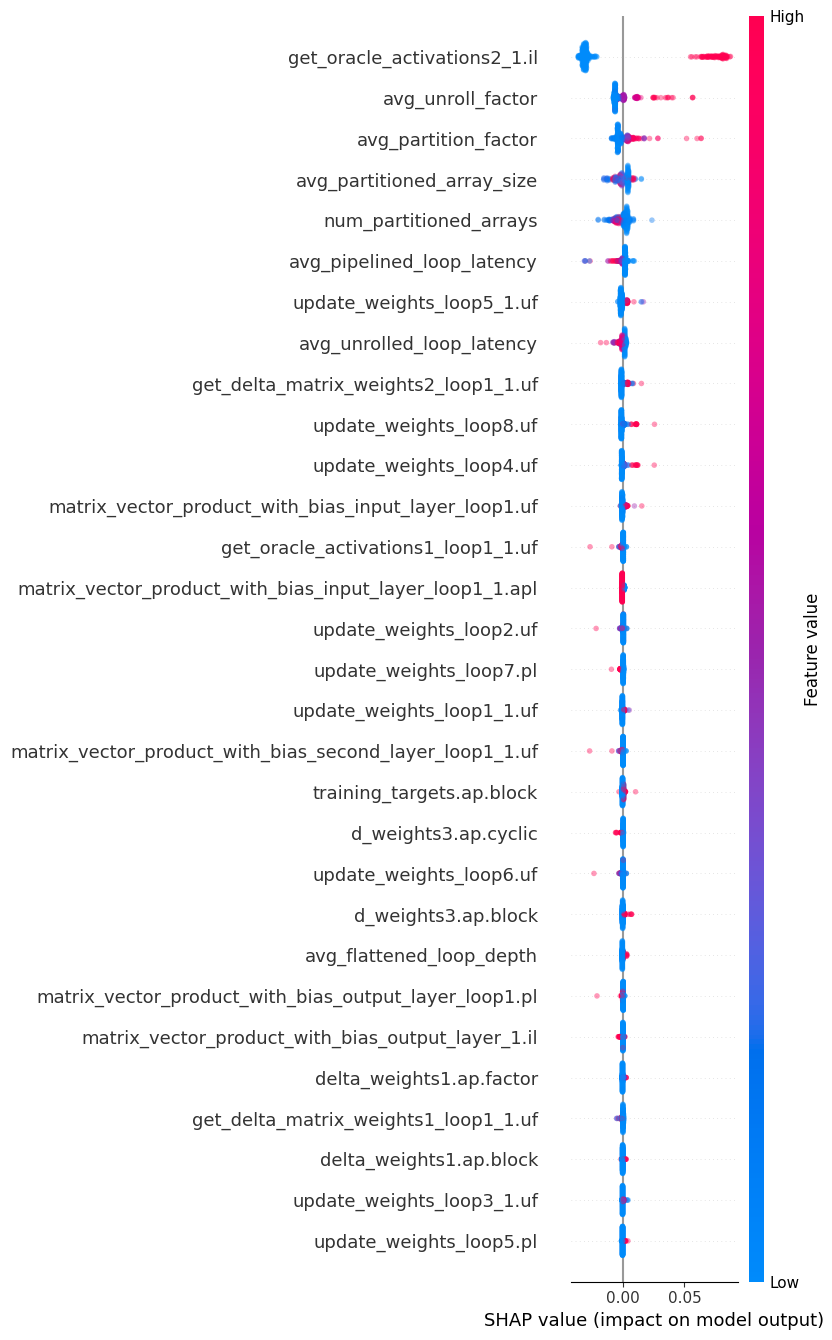 High
get_oracle_activations2_1.il
avg_unroll_factor
avg_partition_factor
avg_partitioned_array_size
num_partitioned_arrays
avg_pipelined_loop_latency
update_weights_loop5_1.uf
avg_unrolled_loop_latency
get_delta_matrix_weights2_loop1_1.uf
update_weights_loop8.uf
update_weights_loop4.uf
matrix_vector_product_with_bias_input_layer_loop1.uf
get_oracle_activations1_loop1_1.uf
matrix_vector_product_with_bias_input_layer_loop1_1.apl
update_weights_loop2.uf
update_weights_loop7.pl
update_weights_loop1_1.uf
matrix_vector_product_with_bias_second_layer_loop1_1.uf
training_targets.ap.block
d_weights3.ap.cyclic
update_weights_loop6.uf
d_weights3.ap.block
avg_flattened_loop_depth
matrix_vector_product_with_bias_output_layer_loop1.pl
matrix_vector_product_with_bias_output_layer_1.il
delta_weights1.ap.factor
get_delta_matrix_weights1_loop1_1.uf
delta_weights1.ap.block
update_weights_loop3_1.uf
update_weights_loop5.pl
Feature value
Low
0.00 0.05
SHAP value (impact on model output)